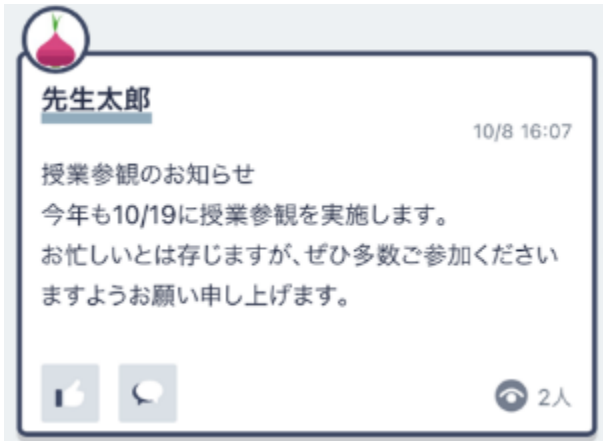 先生太郎
10/8 16:07
授業参観のお知らせ
今年も10/19に授業参観を実施します。
お忙しいとは存じますが、ぜひ多数ご参加ください
ますようお願い申し上げます。
2人